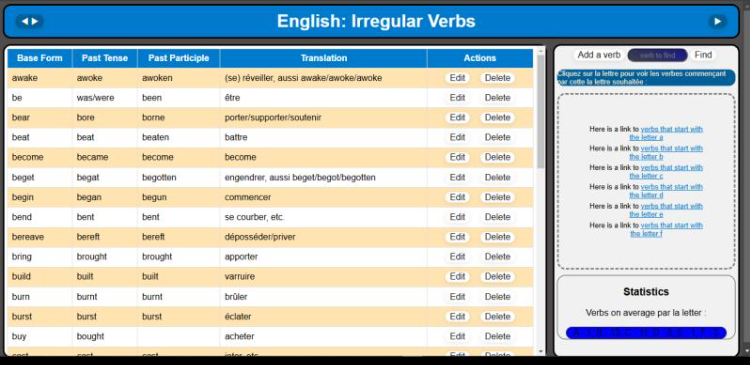 English: Irregular Verbs
Base Form Past Tense Past Participle Translation Actions
awake awoke awoken (se) réveiller, aussi awake/awoke/awoke Edit Delete
be was/were been être Edit Delete
bear bore borne porter/supporter/soutenir Edit Delete
beat beat beaten battre Edit Delete
become became become become Edit Delete
beget begat begotten engendrer, aussi beget/begot/begotten Edit Delete
begin began begun commencer Edit Delete
bend bent bent se courber, etc. Edit Delete
bereave bereft bereft déposséder/priver Edit Delete
bring brought brought apporter Edit Delete
build built built varruire Edit Delete
burn burnt burnt brûler Edit Delete
burst burst burst éclater Edit Delete
buy bought acheter Edit Delete
cost cost cost Edit Delete
Add a verb verb to find Find
Cliquez sur la lettre pour voir les verbes commençant
par cette la lettre souhaitée :
Here is a link to verbs that start with
the letter a
Here is a link to verbs that start with
the letter b
Here is a link to verbs that start with
the letter c
Here is a link to verbs that start with
the letter d
Here is a link to verbs that start with
the letter e
Here is a link to verbs that start with
the letter f
Statistics
Verbs on average par la letter :